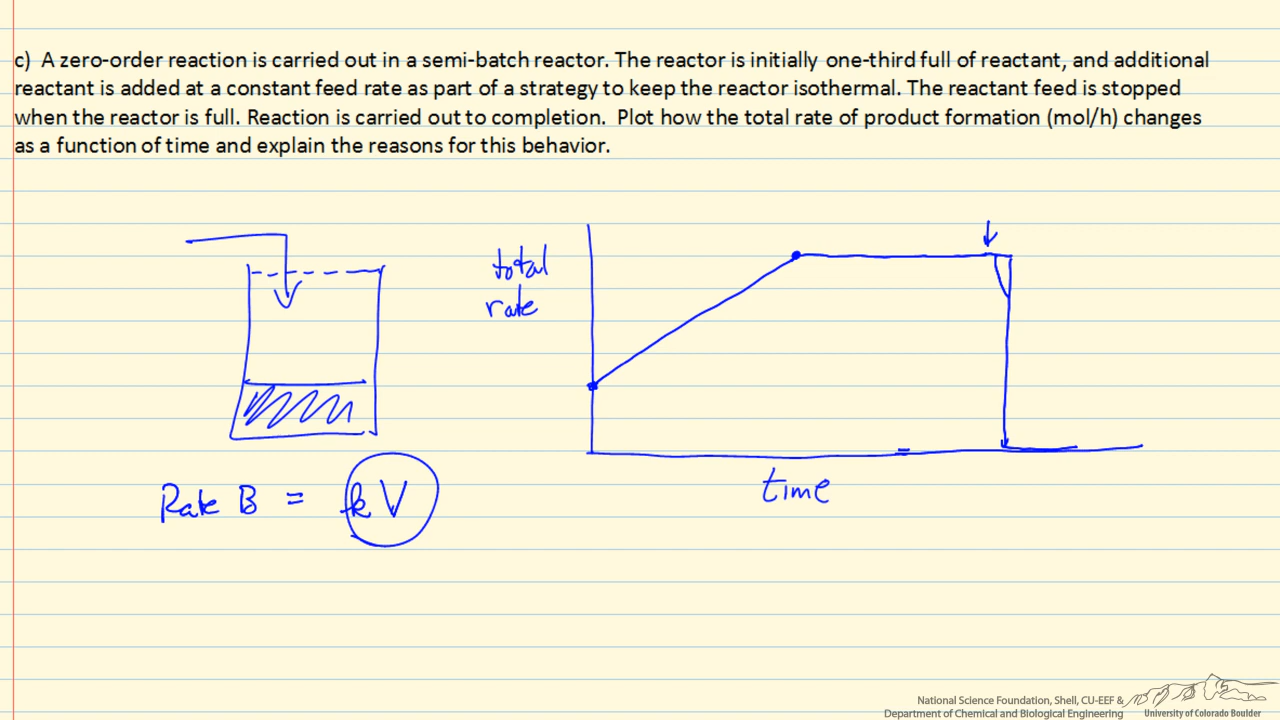 c) A zero-order reaction is carried out in a semi-batch reactor. The reactor is initially one-third full of reactant, and additional
reactant is added at a constant feed rate as part of a strategy to keep the reactor isothermal. The reactant feed is stopped
when the reactor is full. Reaction is carried out to completion. Plot how the total rate of product formation (mol/h) changes
as a function of time and explain the reasons for this behavior.
total
rate
time
Rate B = kV
National Science Foundation, Shell, CU-EEF &
Department of Chemical and Biological Engineering
University of Colorado Boulder